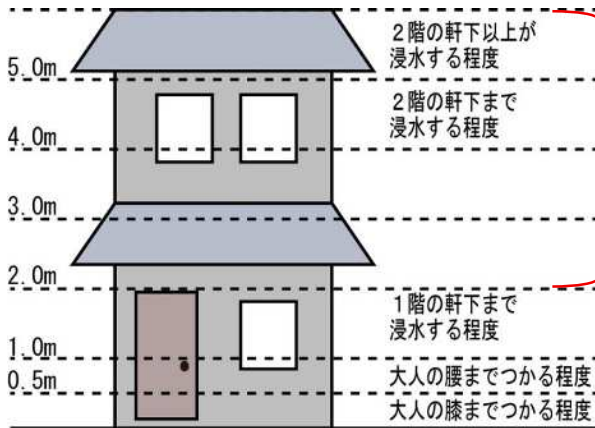 2階の軒下以上が
浸水する程度
5.0m
2階の軒下まで
浸水する程度
4.0m
3.0m
2.0m
1階の軒下まで
浸水する程度
1.0m
大人の腰までつかる程度
0.5m
大人の膝までつかる程度